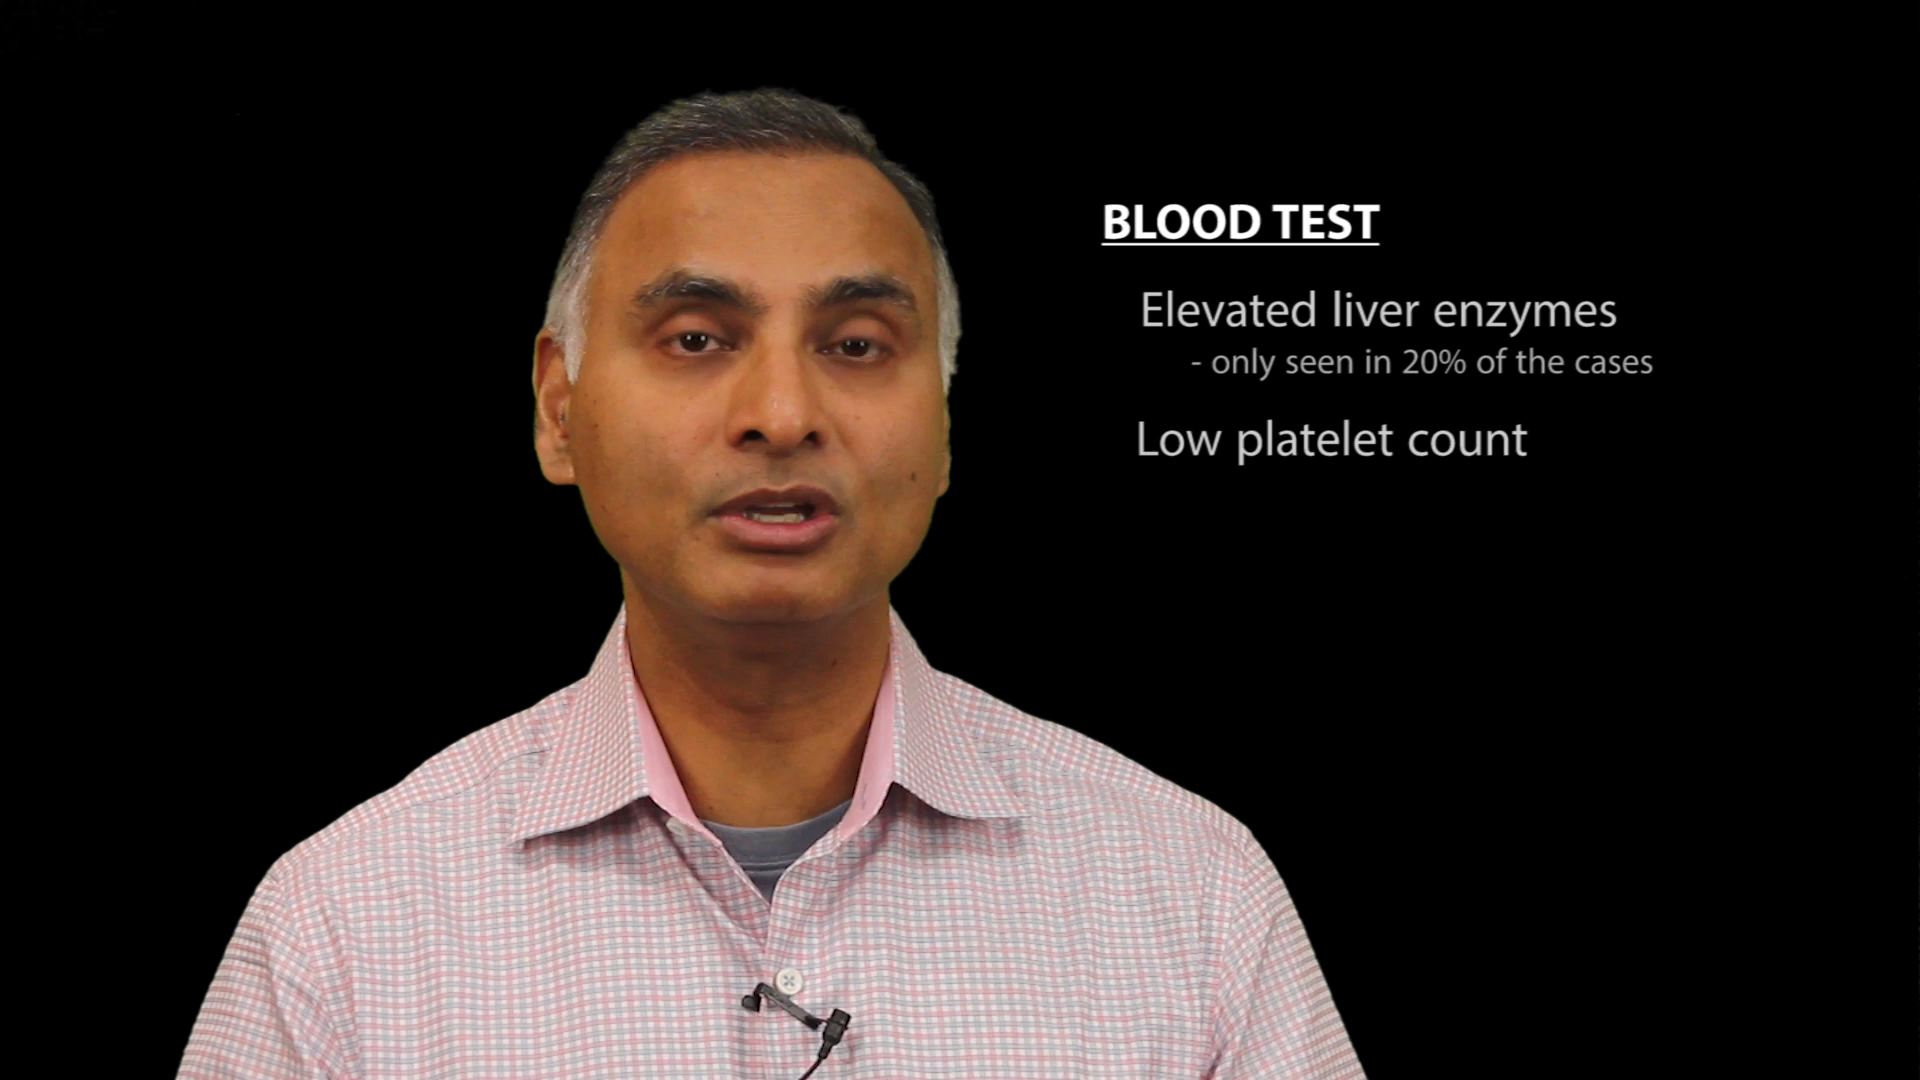 BLOOD TEST
Elevated liver enzymes
- only seen in 20% of the cases
Low platelet count